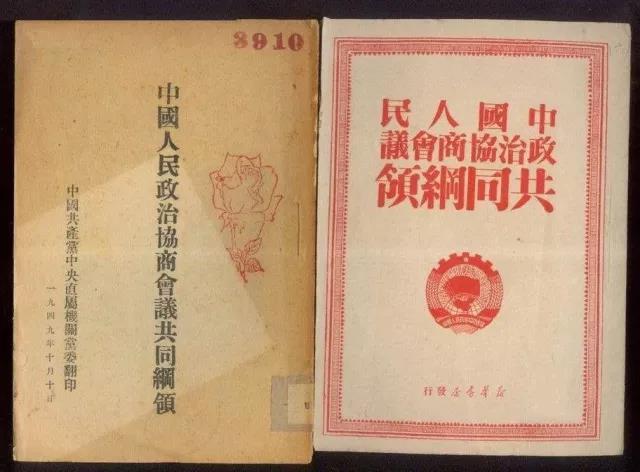 8910
中國人民政治協商會議共同綱領
中國共產黨中央直屬機關黨委翻印
一九四九年十月十日
中國人民
政治協商會議
共同綱領
新華書店發行